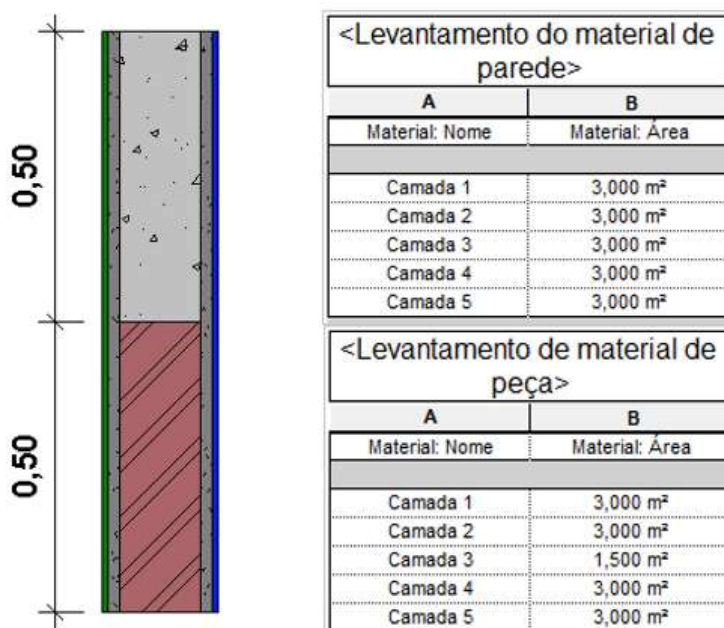 0,50
0,50
<Levantamento do material de
parede>
A B
Material: Nome Material: Área
Camada 1 3,000 m²
Camada 2 3,000 m²
Camada 3 3,000 m²
Camada 4 3,000 m²
Camada 5 3,000 m²
<Levantamento de material de
peça>
A B
Material: Nome Material: Área
Camada 1 3,000 m²
Camada 2 3,000 m²
Camada 3 1,500 m²
Camada 4 3,000 m²
Camada 5 3,000 m²